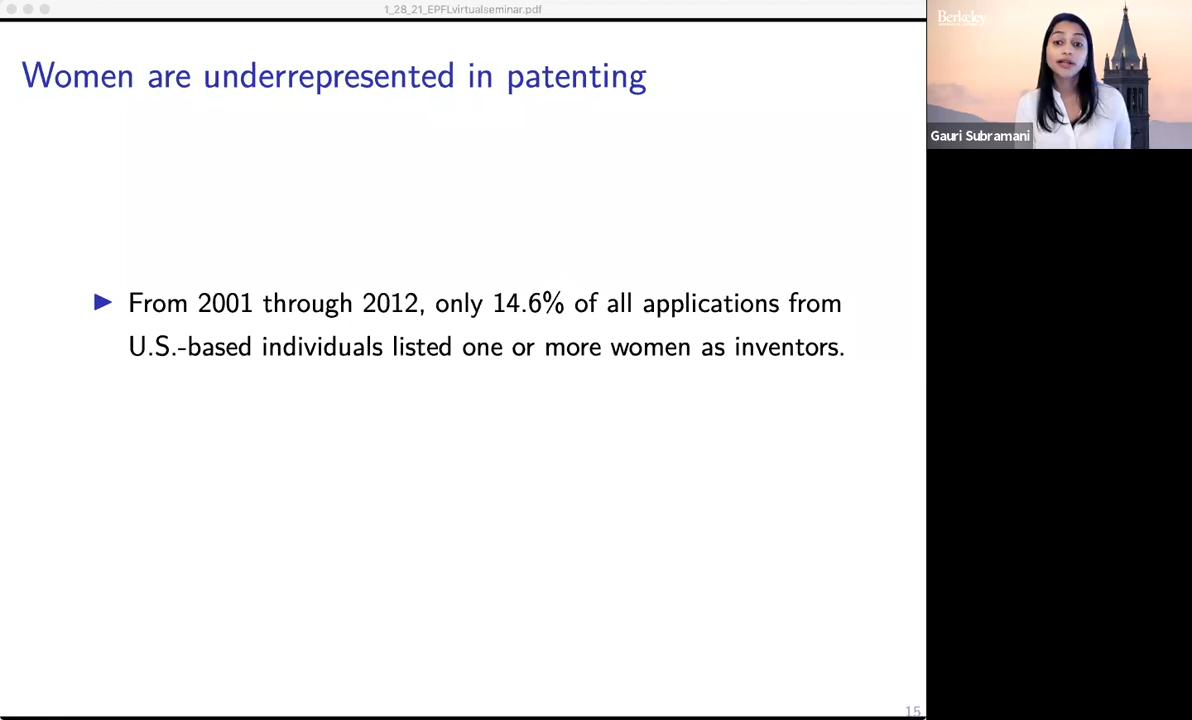 1_28_21_EPFLvirtualseminar.pdf
Women are underrepresented in patenting
Berkeley
Gauri Subramani
▶ From 2001 through 2012, only 14.6% of all applications from
U.S.-based individuals listed one or more women as inventors.
15